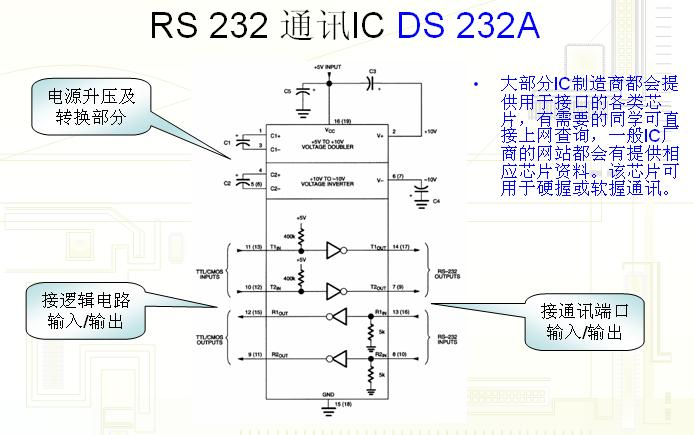 RS 232 通讯IC DS 232A
电源升压及
转换部分
• 大部分IC制造商都会提
供用于接口的各类芯
片，有需要的同学可直
接上网查询，一般IC厂
商的网站都会有提供相
应芯片资料。该芯片可
用于硬握或软握通讯。
+5V INPUT
C3
C5
16 (19)
1
C1+
VCC
V+
2
+10V
C1
3
C1−
+5V TO +10V
VOLTAGE DOUBLER
4
C2+
C2
5 (6)
C2−
+10V TO −10V
VOLTAGE INVERTER
V−
6 (7)
−10V
C4
+5V
400k
11 (13)
T1IN
T1OUT
14 (17)
TTL/CMOS
INPUTS
+5V
RS-232
OUTPUTS
400k
10 (12)
T2IN
T2OUT
7 (9)
接逻辑电路
输入/输出
12 (15)
R1OUT
R1IN
13 (16)
TTL/CMOS
OUTPUTS
5k
RS-232
INPUTS
接通讯端口
输入/输出
9 (11)
R2OUT
R2IN
8 (10)
5k
GND
15 (18)